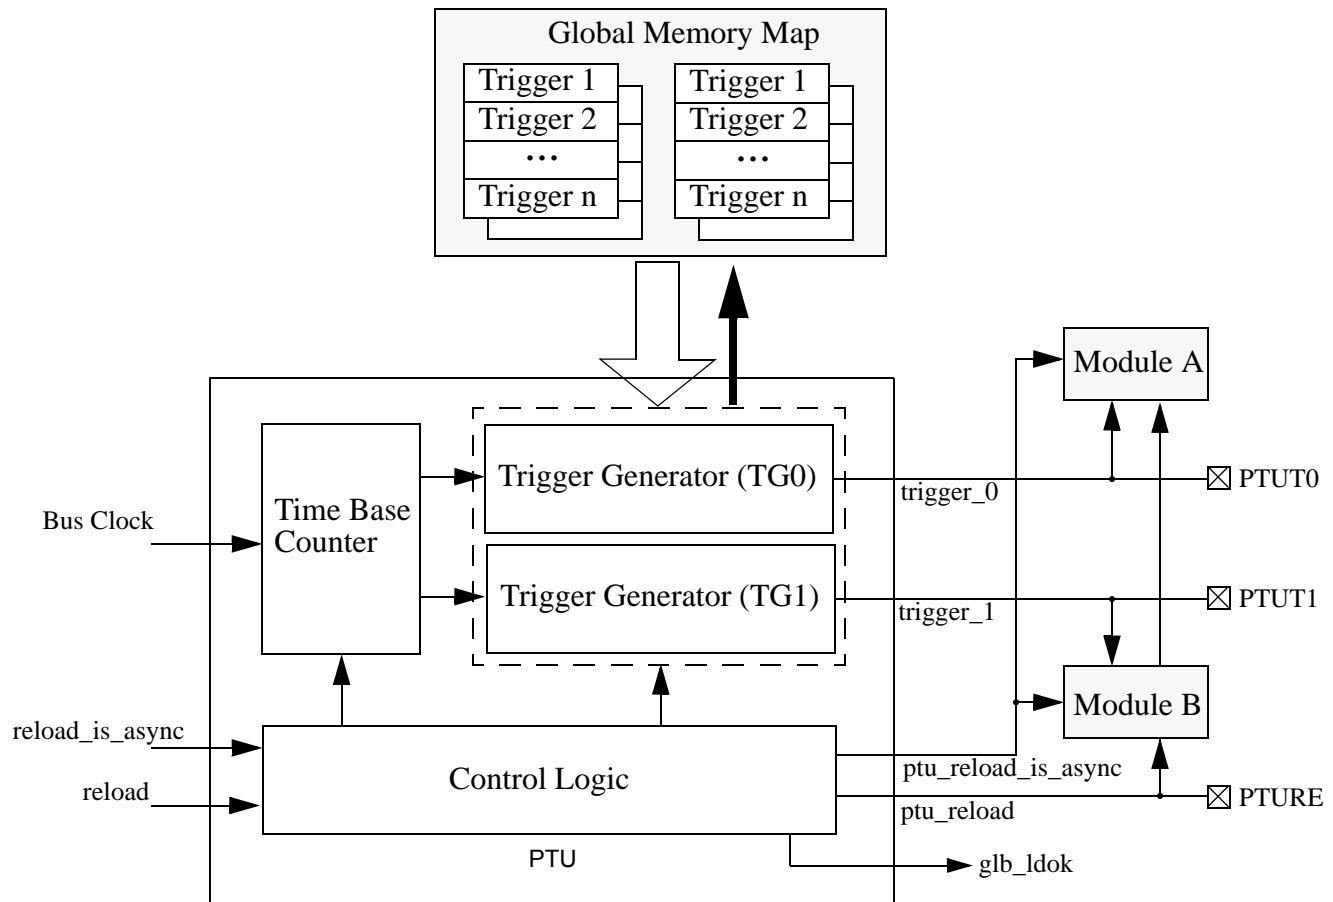 Global Memory Map
Trigger 1
Trigger 2
...
Trigger n
Trigger 1
Trigger 2
...
Trigger n
Module A
Trigger Generator (TG0)
trigger_0
PTUT0
Bus Clock
Time Base
Counter
Trigger Generator (TG1)
trigger_1
PTUT1
Module B
reload_is_async
reload
Control Logic
ptu_reload_is_async
ptu_reload
PTURE
PTU
glb_ldok